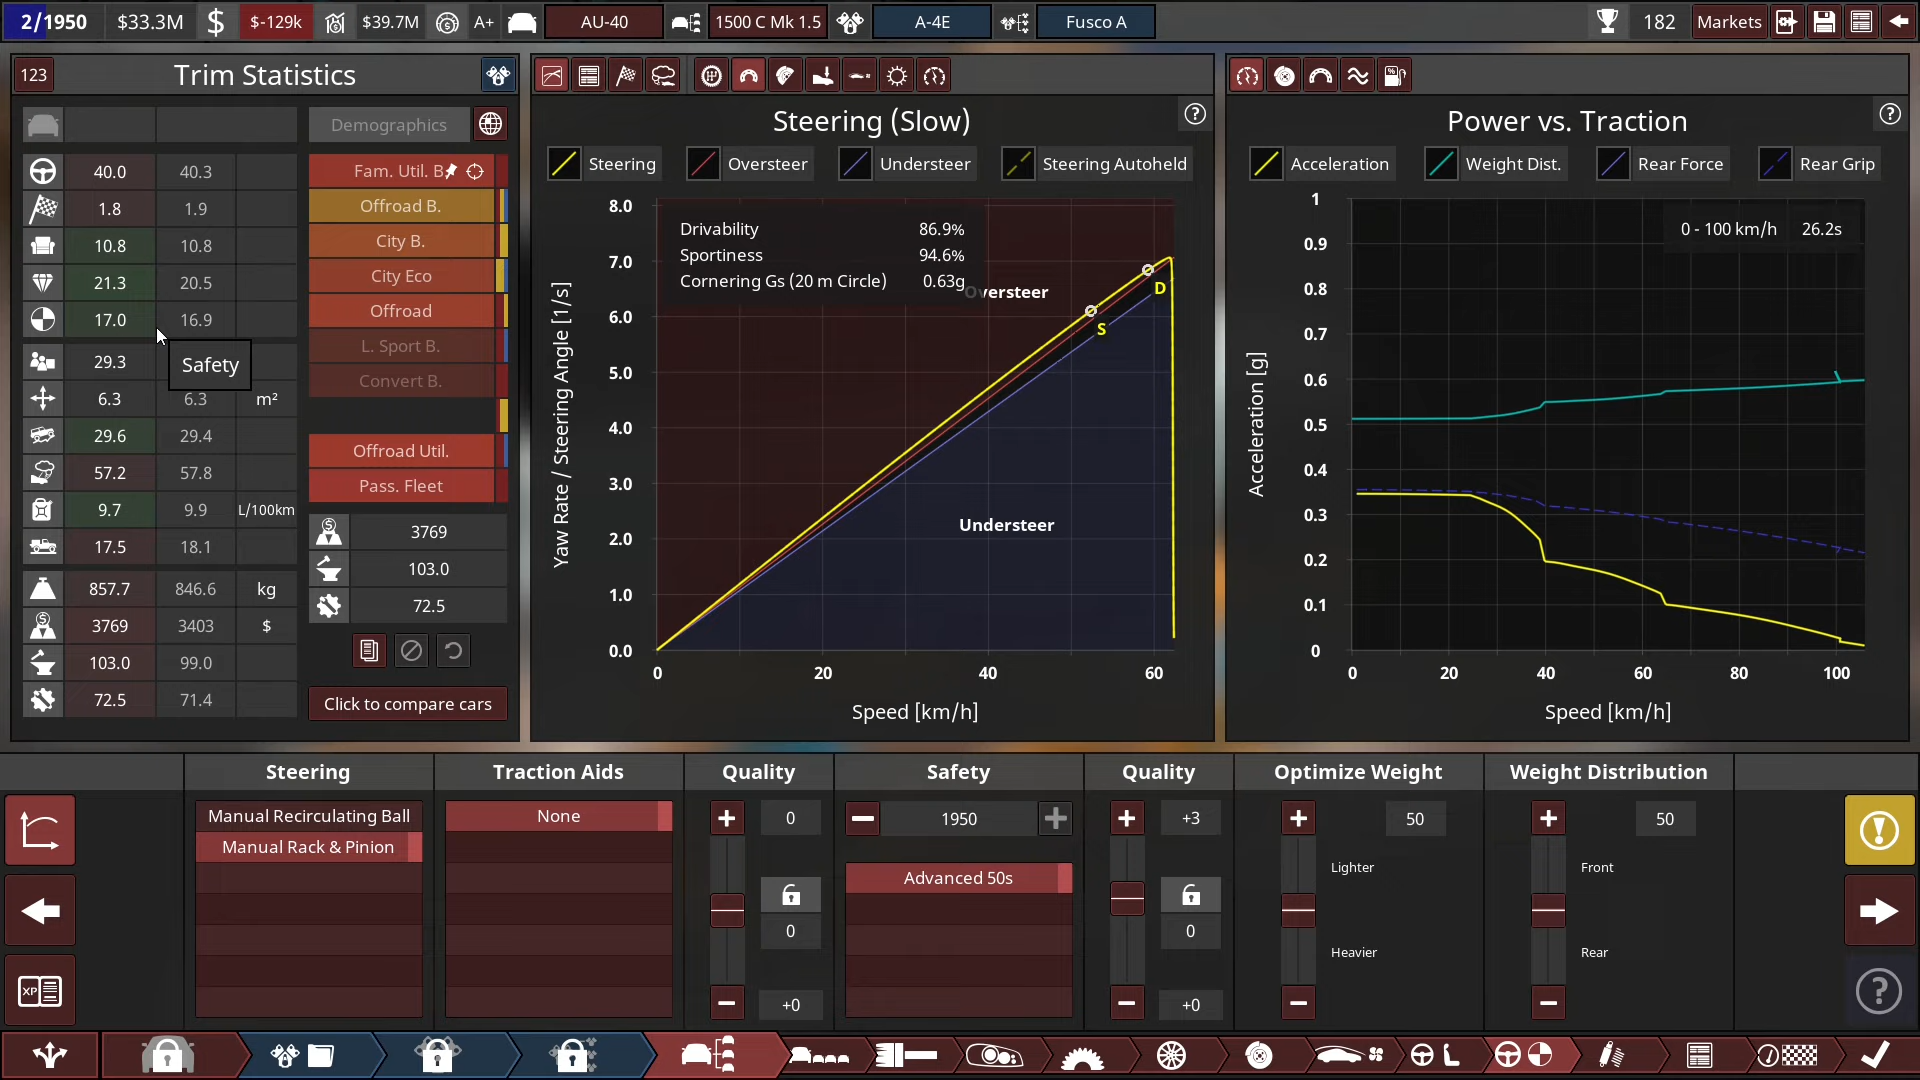 2/1950 $33.3M $-129k $39.7M A+ AU-40 1500 C Mk 1.5 A-4E Fusco A 182 Markets
123 Trim Statistics
Demographics
40.0 40.3
1.8 1.9
10.8 10.8
21.3 20.5
17.0 16.9
29.3
6.3 6.3 m²
29.6 29.4
57.2 57.8
9.7 9.9 L/100km
17.5 18.1
857.7 846.6 kg
3769 3403 $
103.0 99.0
72.5 71.4
Safety
Fam. Util. B.
Offroad B.
City B.
City Eco
Offroad
L. Sport B.
Convert B.
Offroad Util.
Pass. Fleet
3769
103.0
72.5
Click to compare cars
Steering (Slow)
?
Steering Oversteer Understeer Steering Autoheld
Drivability 86.9%
Sportiness 94.6%
Cornering Gs (20 m Circle) 0.63g
Oversteer
D
S
Understeer
Yaw Rate / Steering Angle [1/s]
8.0
7.0
6.0
5.0
4.0
3.0
2.0
1.0
0.0
0 20 40 60
Speed [km/h]
Power vs. Traction
?
Acceleration Weight Dist. Rear Force Rear Grip
0 - 100 km/h 26.2s
Acceleration [g]
1
0.9
0.8
0.7
0.6
0.5
0.4
0.3
0.2
0.1
0
0 20 40 60 80 100
Speed [km/h]
Steering Traction Aids Quality Safety Quality Optimize Weight Weight Distribution
Manual Recirculating Ball
Manual Rack & Pinion
None
0
0
+0
1950
Advanced 50s
+3
0
+0
50
Lighter
Heavier
50
Front
Rear
XP
?